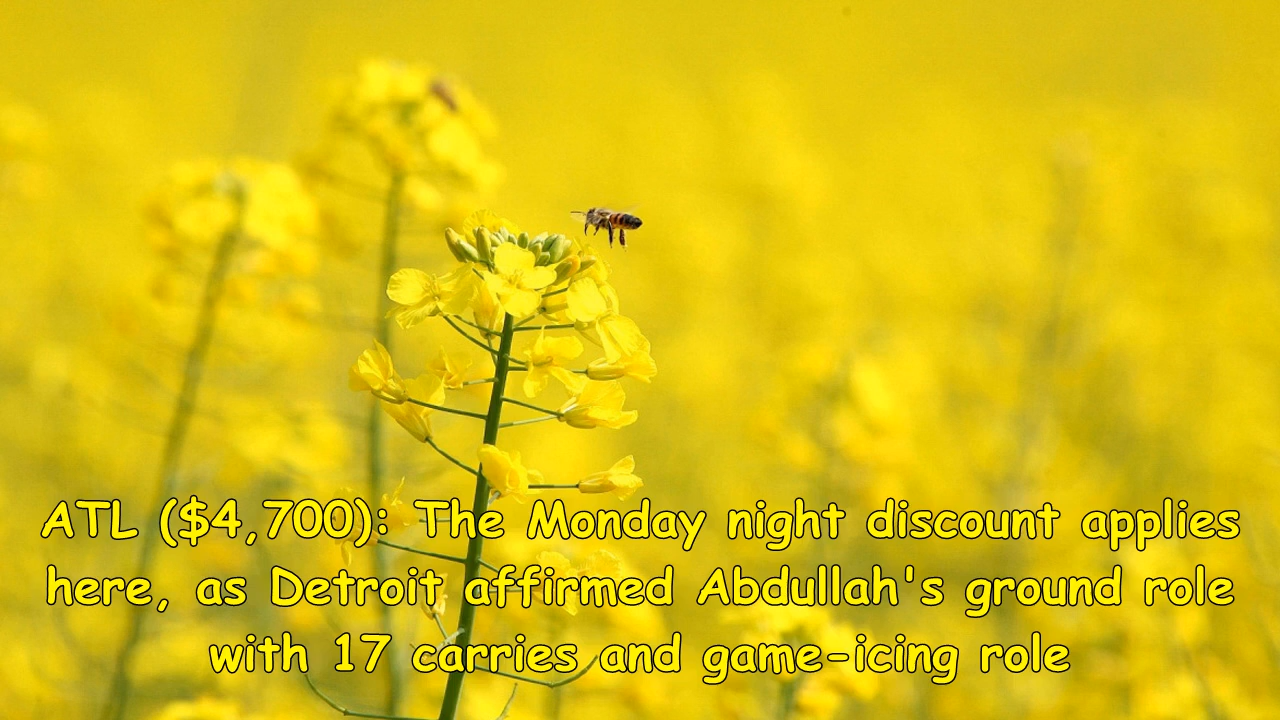 ATL ($4,700): The Monday night discount applies
here, as Detroit affirmed Abdullah's ground role
with 17 carries and game-icing role